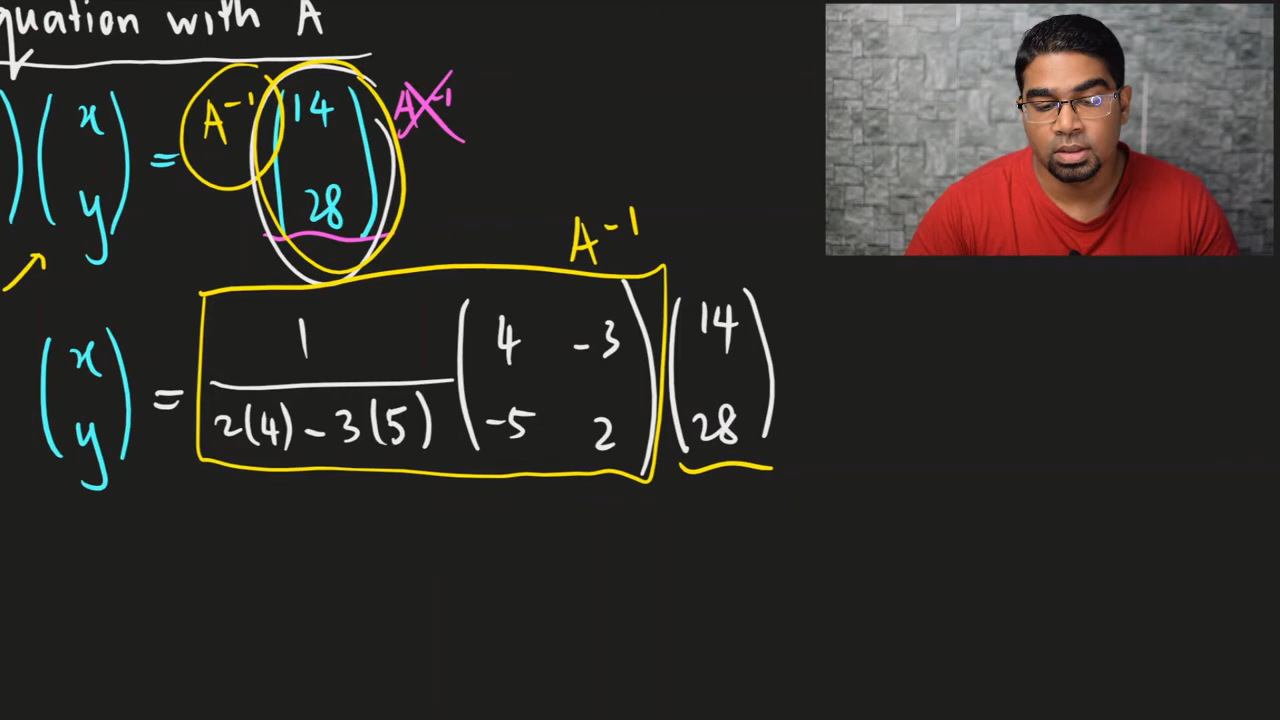 quation with A
) ( x ) = A⁻¹ ( 14 ) A⁻¹
y 28
A⁻¹
( x ) = 1 ( 4 -3 ) ( 14 )
y 2(4) - 3(5) -5 2 28